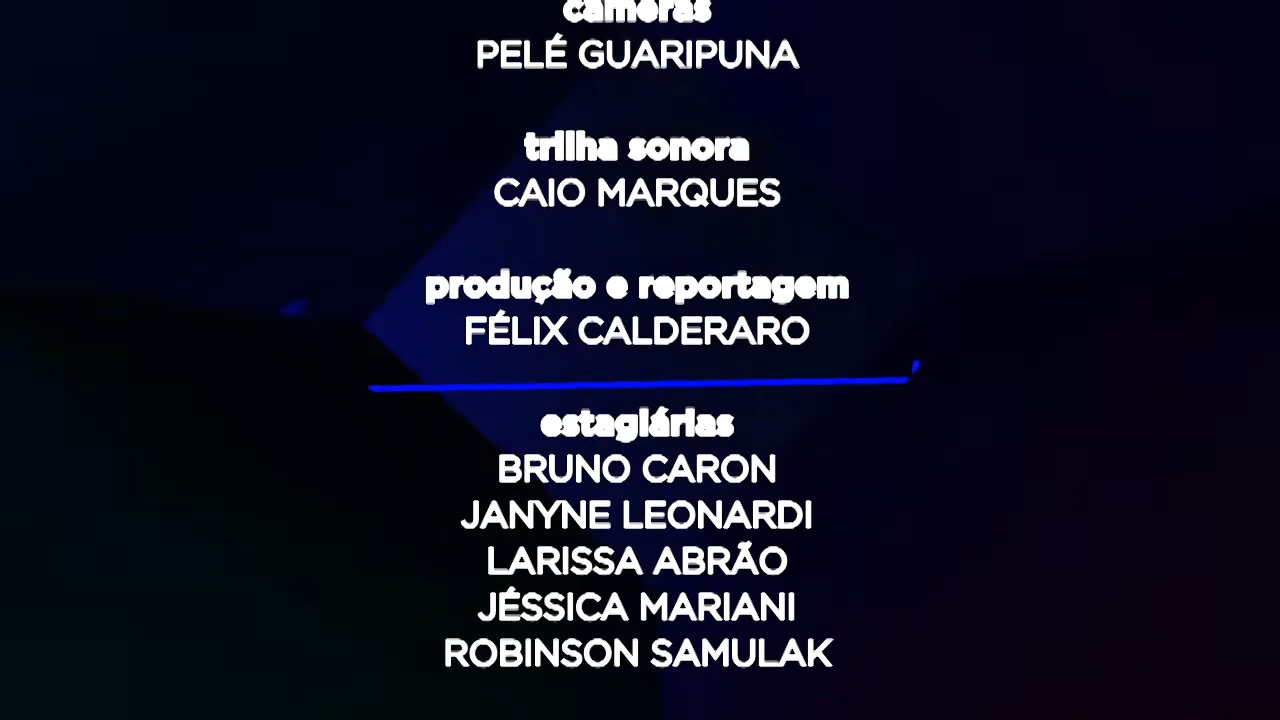 cameras
PELÉ GUARIPUNA
trilha sonora
CAIO MARQUES
produção e reportagem
FÉLIX CALDERARO
estagiárias
BRUNO CARON
JANYNE LEONARDI
LARISSA ABRÃO
JÉSSICA MARIANI
ROBINSON SAMULAK